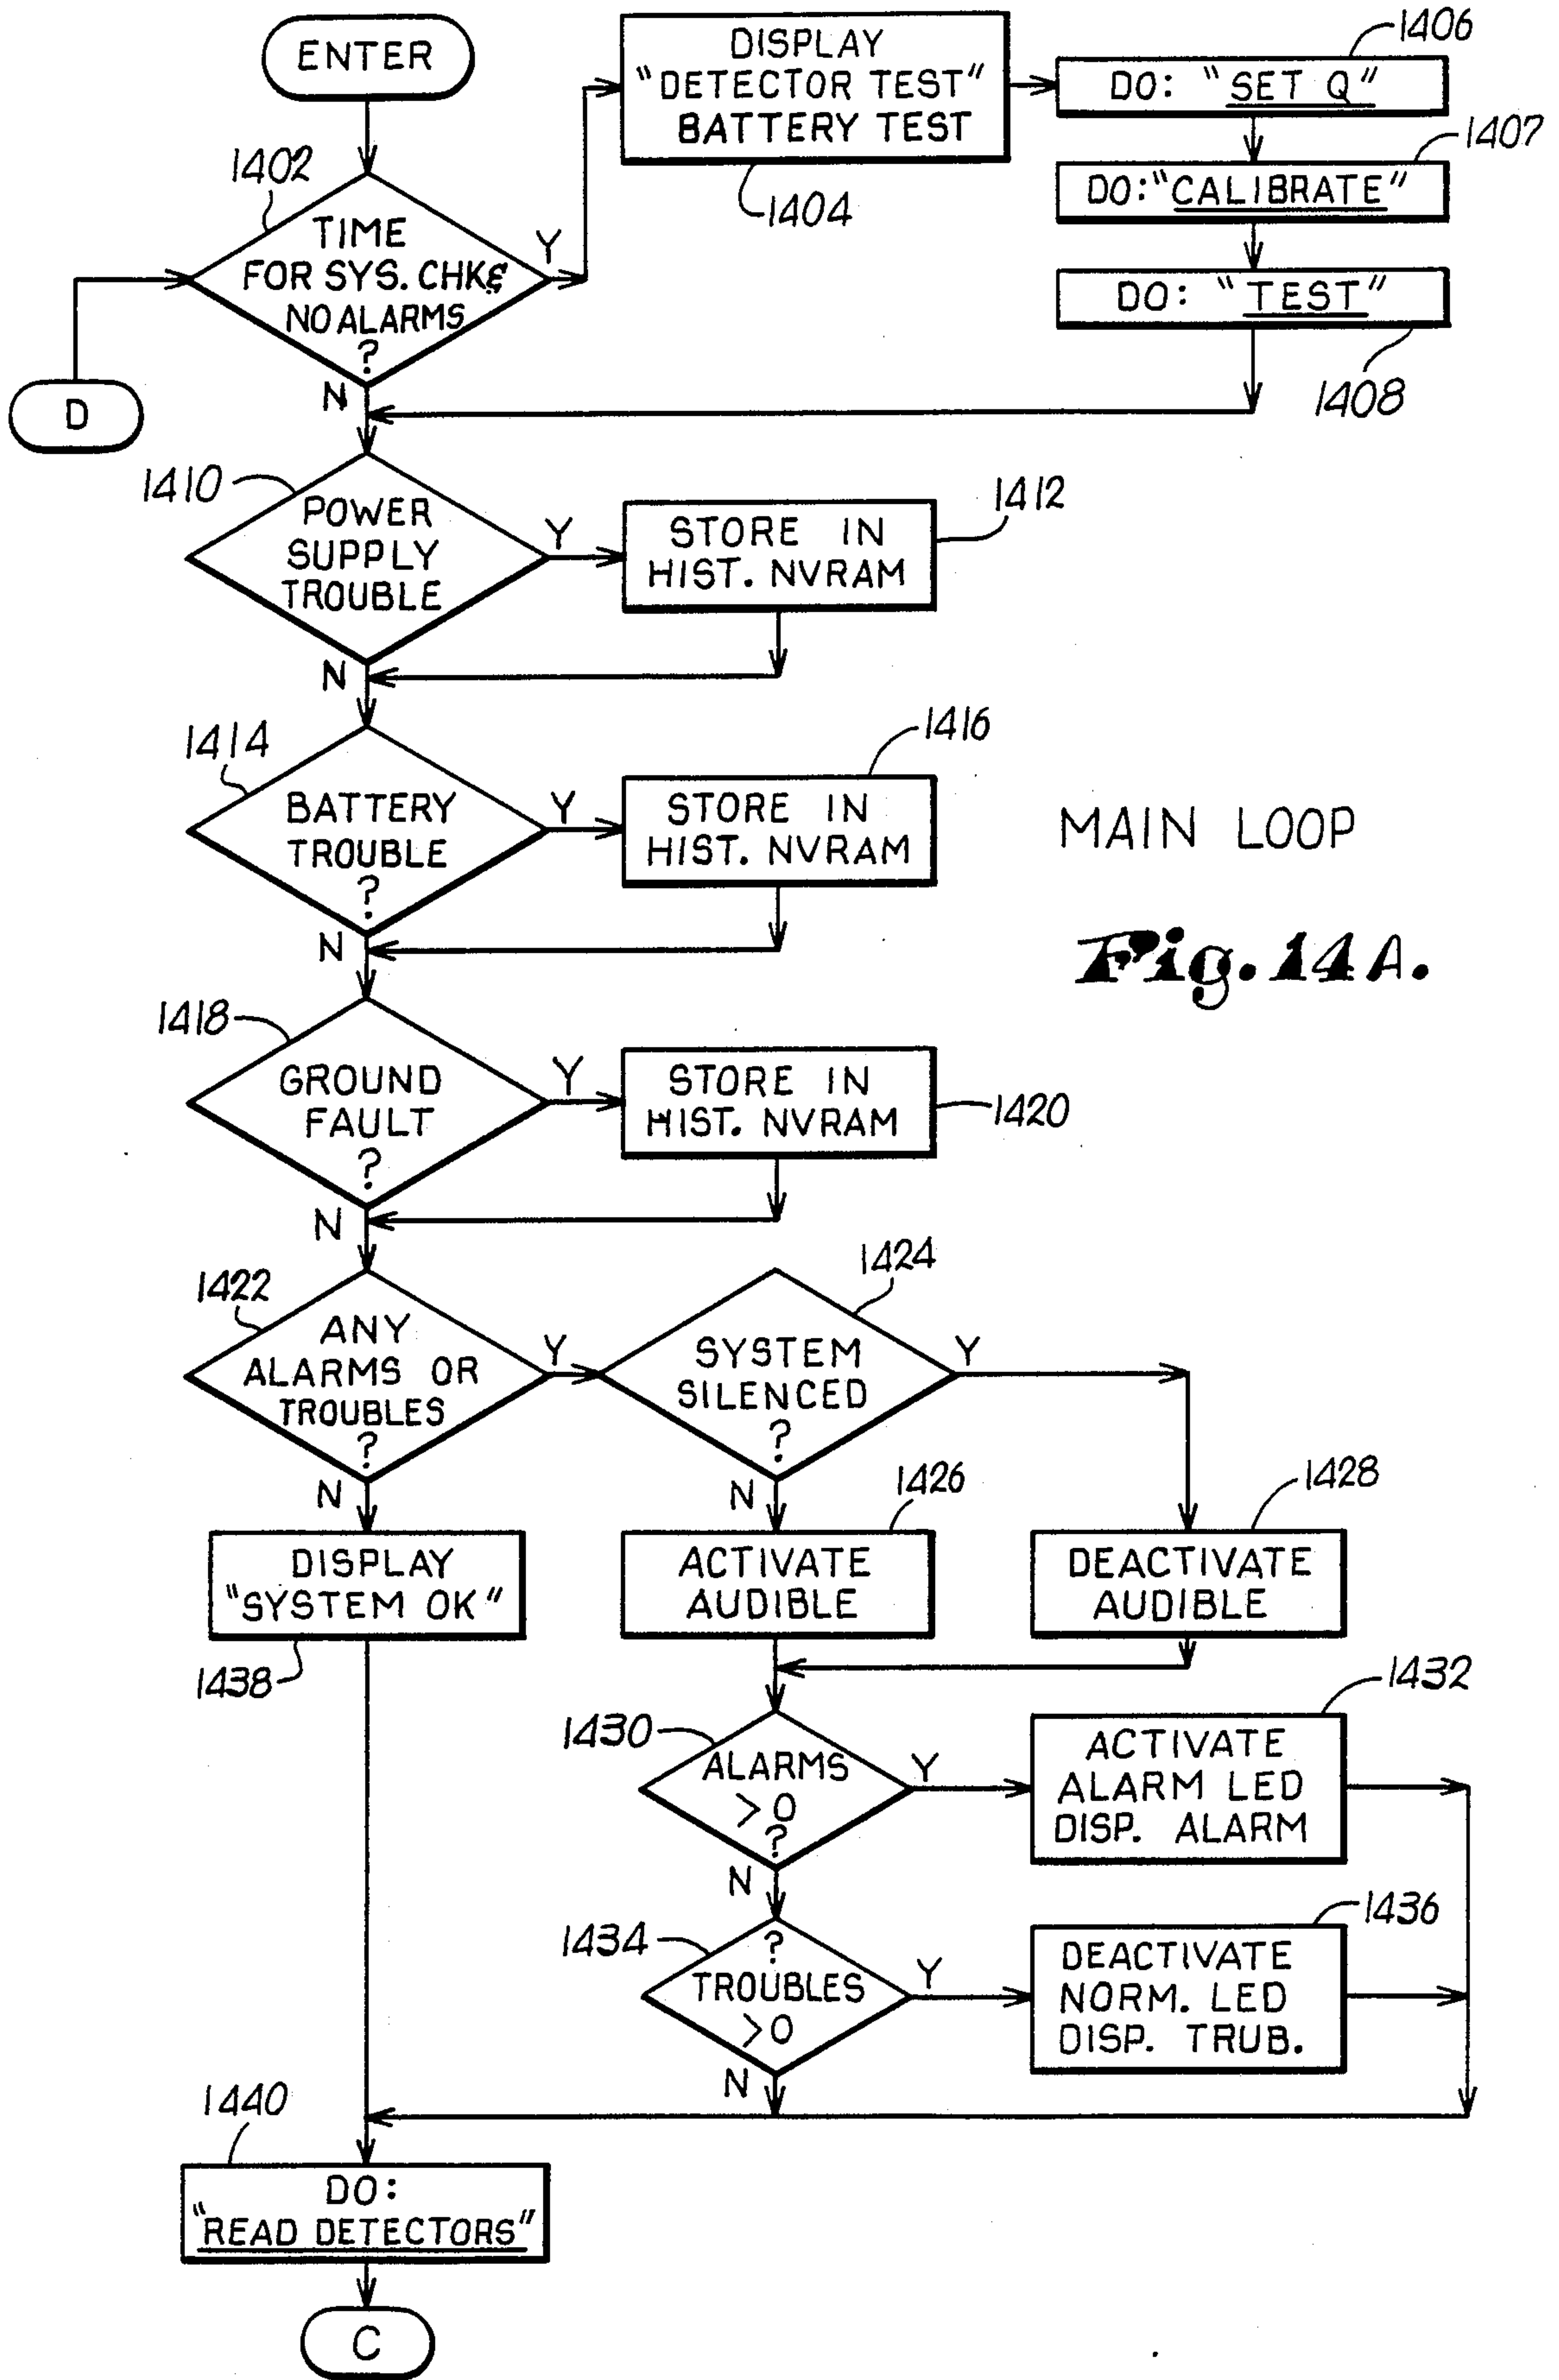 ENTER
DISPLAY
"DETECTOR TEST"
BATTERY TEST
1404
1406
DO: "SET Q"
1407
DO:"CALIBRATE"
DO: "TEST"
1408
1402
TIME
FOR SYS. CHK&
NO ALARMS
?
Y
N
D
1410
POWER
SUPPLY
TROUBLE
Y
N
1412
STORE IN
HIST. NVRAM
1414
BATTERY
TROUBLE
?
Y
N
1416
STORE IN
HIST. NVRAM
MAIN LOOP
Fig. 14A.
1418
GROUND
FAULT
?
Y
N
STORE IN
HIST. NVRAM
1420
1422
ANY
ALARMS OR
TROUBLES
?
Y
N
1424
SYSTEM
SILENCED
?
Y
N
DISPLAY
"SYSTEM OK"
1438
1426
ACTIVATE
AUDIBLE
1428
DEACTIVATE
AUDIBLE
1430
ALARMS
>0
?
Y
N
1432
ACTIVATE
ALARM LED
DISP. ALARM
1434
?
TROUBLES
>0
Y
N
1436
DEACTIVATE
NORM. LED
DISP. TRUB.
1440
DO:
"READ DETECTORS"
C